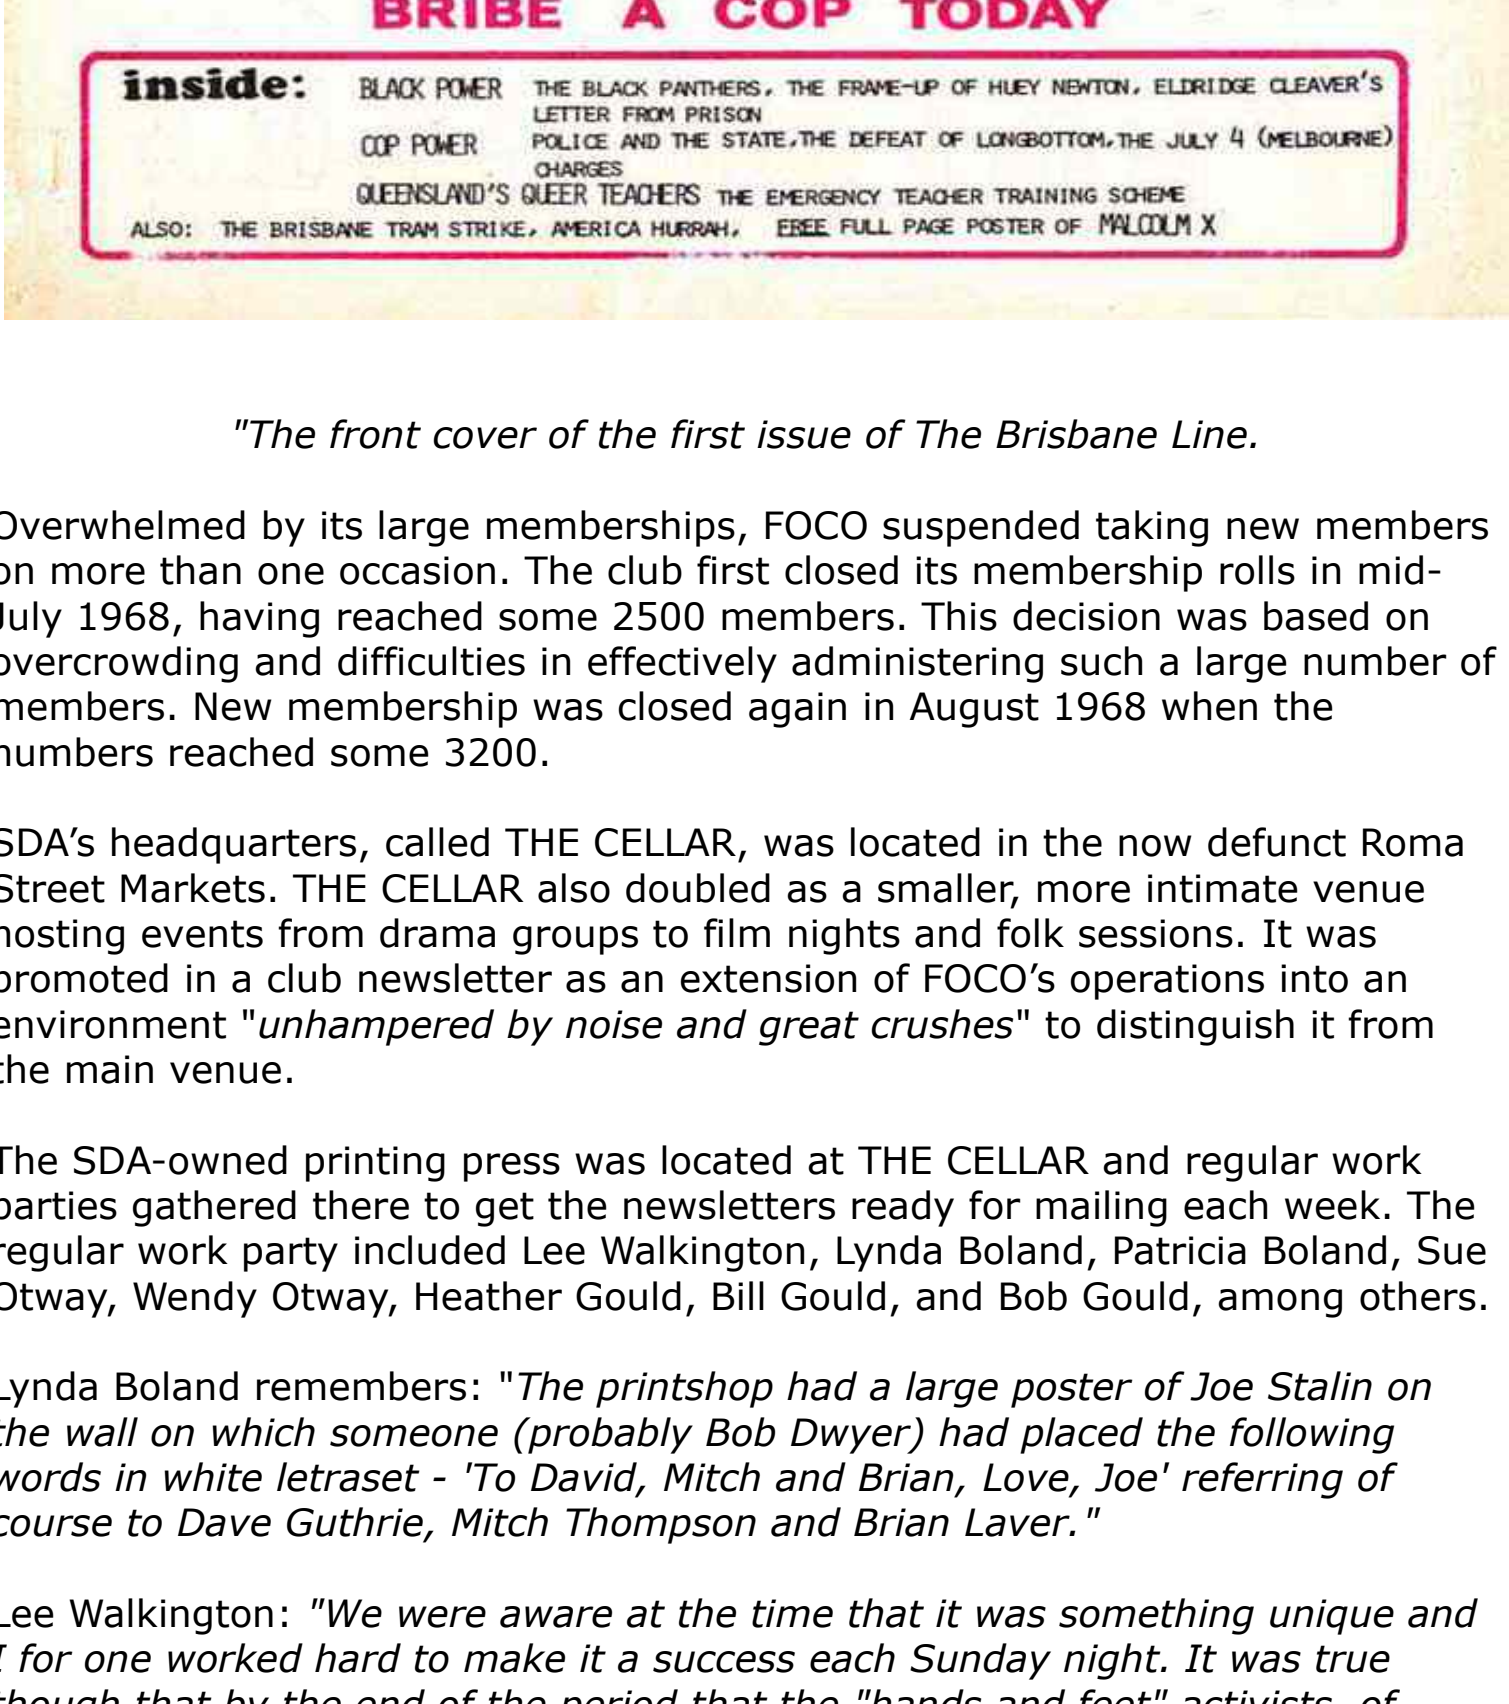 BRIBE A COP TODAY
inside: BLACK POWER THE BLACK PANTHERS, THE FRAME-UP OF HUEY NEWTON, ELDRIDGE CLEAVER'S
LETTER FROM PRISON
COP POWER POLICE AND THE STATE, THE DEFEAT OF LONGBOTTOM, THE JULY 4 (MELBOURNE)
CHARGES
QUEENSLAND'S QUEER TEACHERS THE EMERGENCY TEACHER TRAINING SCHEME
ALSO: THE BRISBANE TRAM STRIKE, AMERICA HURRAH, FREE FULL PAGE POSTER OF MALCOLM X
"The front cover of the first issue of The Brisbane Line.
Overwhelmed by its large memberships, FOCO suspended taking new members
on more than one occasion. The club first closed its membership rolls in mid-
July 1968, having reached some 2500 members. This decision was based on
overcrowding and difficulties in effectively administering such a large number of
members. New membership was closed again in August 1968 when the
numbers reached some 3200.
SDA’s headquarters, called THE CELLAR, was located in the now defunct Roma
Street Markets. THE CELLAR also doubled as a smaller, more intimate venue
hosting events from drama groups to film nights and folk sessions. It was
promoted in a club newsletter as an extension of FOCO’s operations into an
environment "unhampered by noise and great crushes" to distinguish it from
the main venue.
The SDA-owned printing press was located at THE CELLAR and regular work
parties gathered there to get the newsletters ready for mailing each week. The
regular work party included Lee Walkington, Lynda Boland, Patricia Boland, Sue
Otway, Wendy Otway, Heather Gould, Bill Gould, and Bob Gould, among others.
Lynda Boland remembers: "The printshop had a large poster of Joe Stalin on
the wall on which someone (probably Bob Dwyer) had placed the following
words in white letraset - 'To David, Mitch and Brian, Love, Joe' referring of
course to Dave Guthrie, Mitch Thompson and Brian Laver."
Lee Walkington: "We were aware at the time that it was something unique and
I for one worked hard to make it a success each Sunday night. It was true
though that by the end of the period that the "hands and feet" activists, of